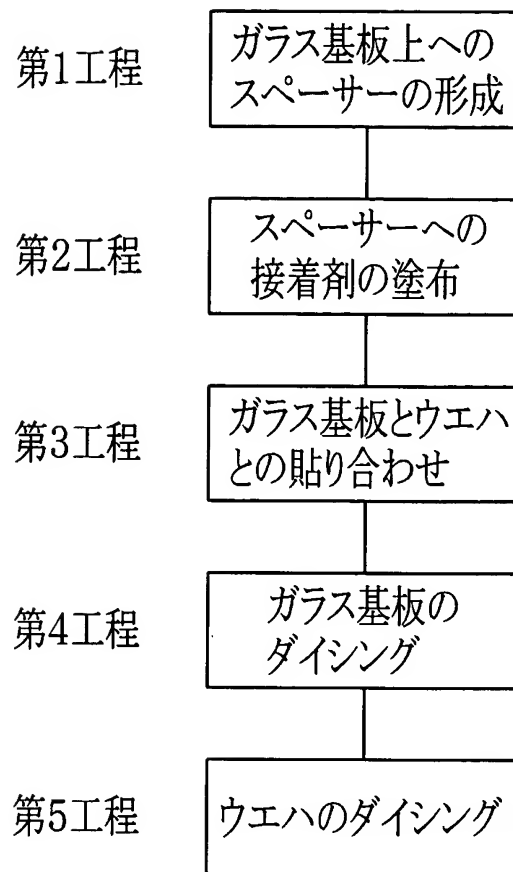 第1工程
ガラス基板上への
スペーサーの形成
第2工程
スペーサーへの
接着剤の塗布
第3工程
ガラス基板とウエハ
との貼り合わせ
第4工程
ガラス基板の
ダイシング
第5工程
ウエハのダイシング